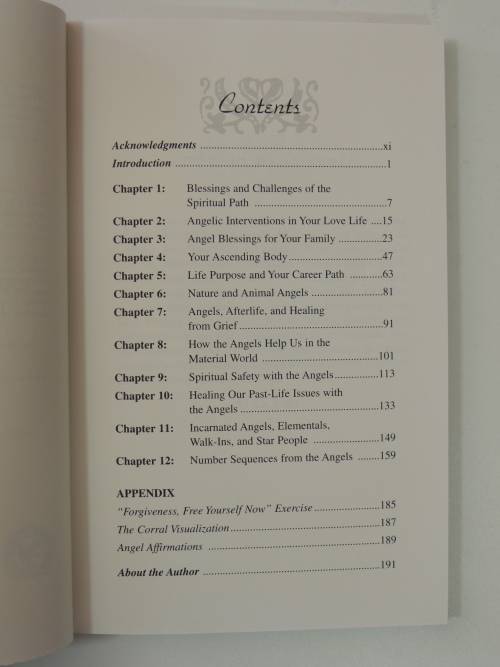 Contents
Acknowledgments ..........................................................xi
Introduction ..................................................................1
Chapter 1: Blessings and Challenges of the
Spiritual Path ..........................................7
Chapter 2: Angelic Interventions in Your Love Life ....15
Chapter 3: Angel Blessings for Your Family ..............23
Chapter 4: Your Ascending Body..............................47
Chapter 5: Life Purpose and Your Career Path ...........63
Chapter 6: Nature and Animal Angels ......................81
Chapter 7: Angels, Afterlife, and Healing
from Grief..............................................91
Chapter 8: How the Angels Help Us in the
Material World ....................................101
Chapter 9: Spiritual Safety with the Angels..............113
Chapter 10: Healing Our Past-Life Issues with
the Angels ............................................133
Chapter 11: Incarnated Angels, Elementals,
Walk-Ins, and Star People ....................149
Chapter 12: Number Sequences from the Angels ........159
APPENDIX
"Forgiveness, Free Yourself Now" Exercise....................185
The Corral Visualization................................................187
Angel Affirmations ......................................................189
About the Author ........................................................191